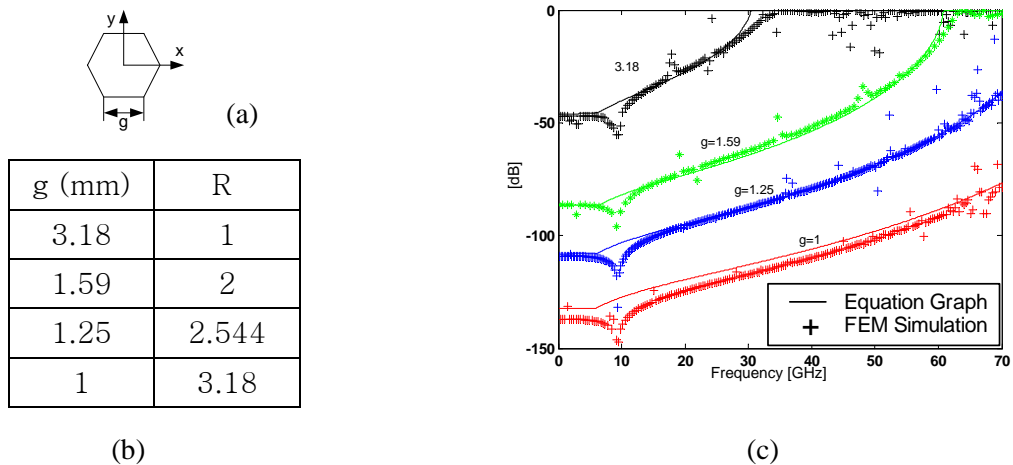 y
x
g
(a)
g (mm) R
3.18 1
1.59 2
1.25 2.544
1 3.18
(b)
0
-50
-100
-150
[dB]
3.18
g=1.59
g=1.25
g=1
Equation Graph
FEM Simulation
0 10 20 30 40 50 60 70
Frequency [GHz]
(c)